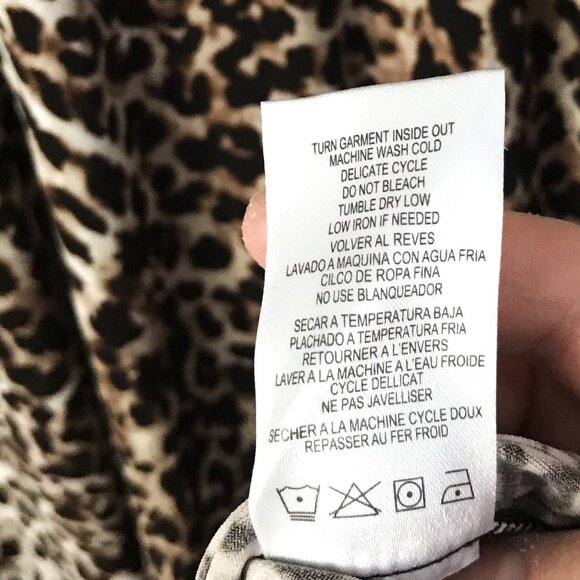 TURN GARMENT INSIDE OUT
MACHINE WASH COLD
DELICATE CYCLE
DO NOT BLEACH
TUMBLE DRY LOW
LOW IRON IF NEEDED
VOLVER AL REVES
LAVADO A MAQUINA CON AGUA FRIA
CILCO DE ROPA FINA
NO USE BLANQUEADOR
SECAR A TEMPERATURA BAJA
PLACHADO A TEMPERATURA FRIA
RETOURNER A L'ENVERS
LAVER A LA MACHINE A L'EAU FROIDE
CYCLE DELLICAT
NE PAS JAVELLISER
SECHER A LA MACHINE CYCLE DOUX
REPASSER AU FER FROID